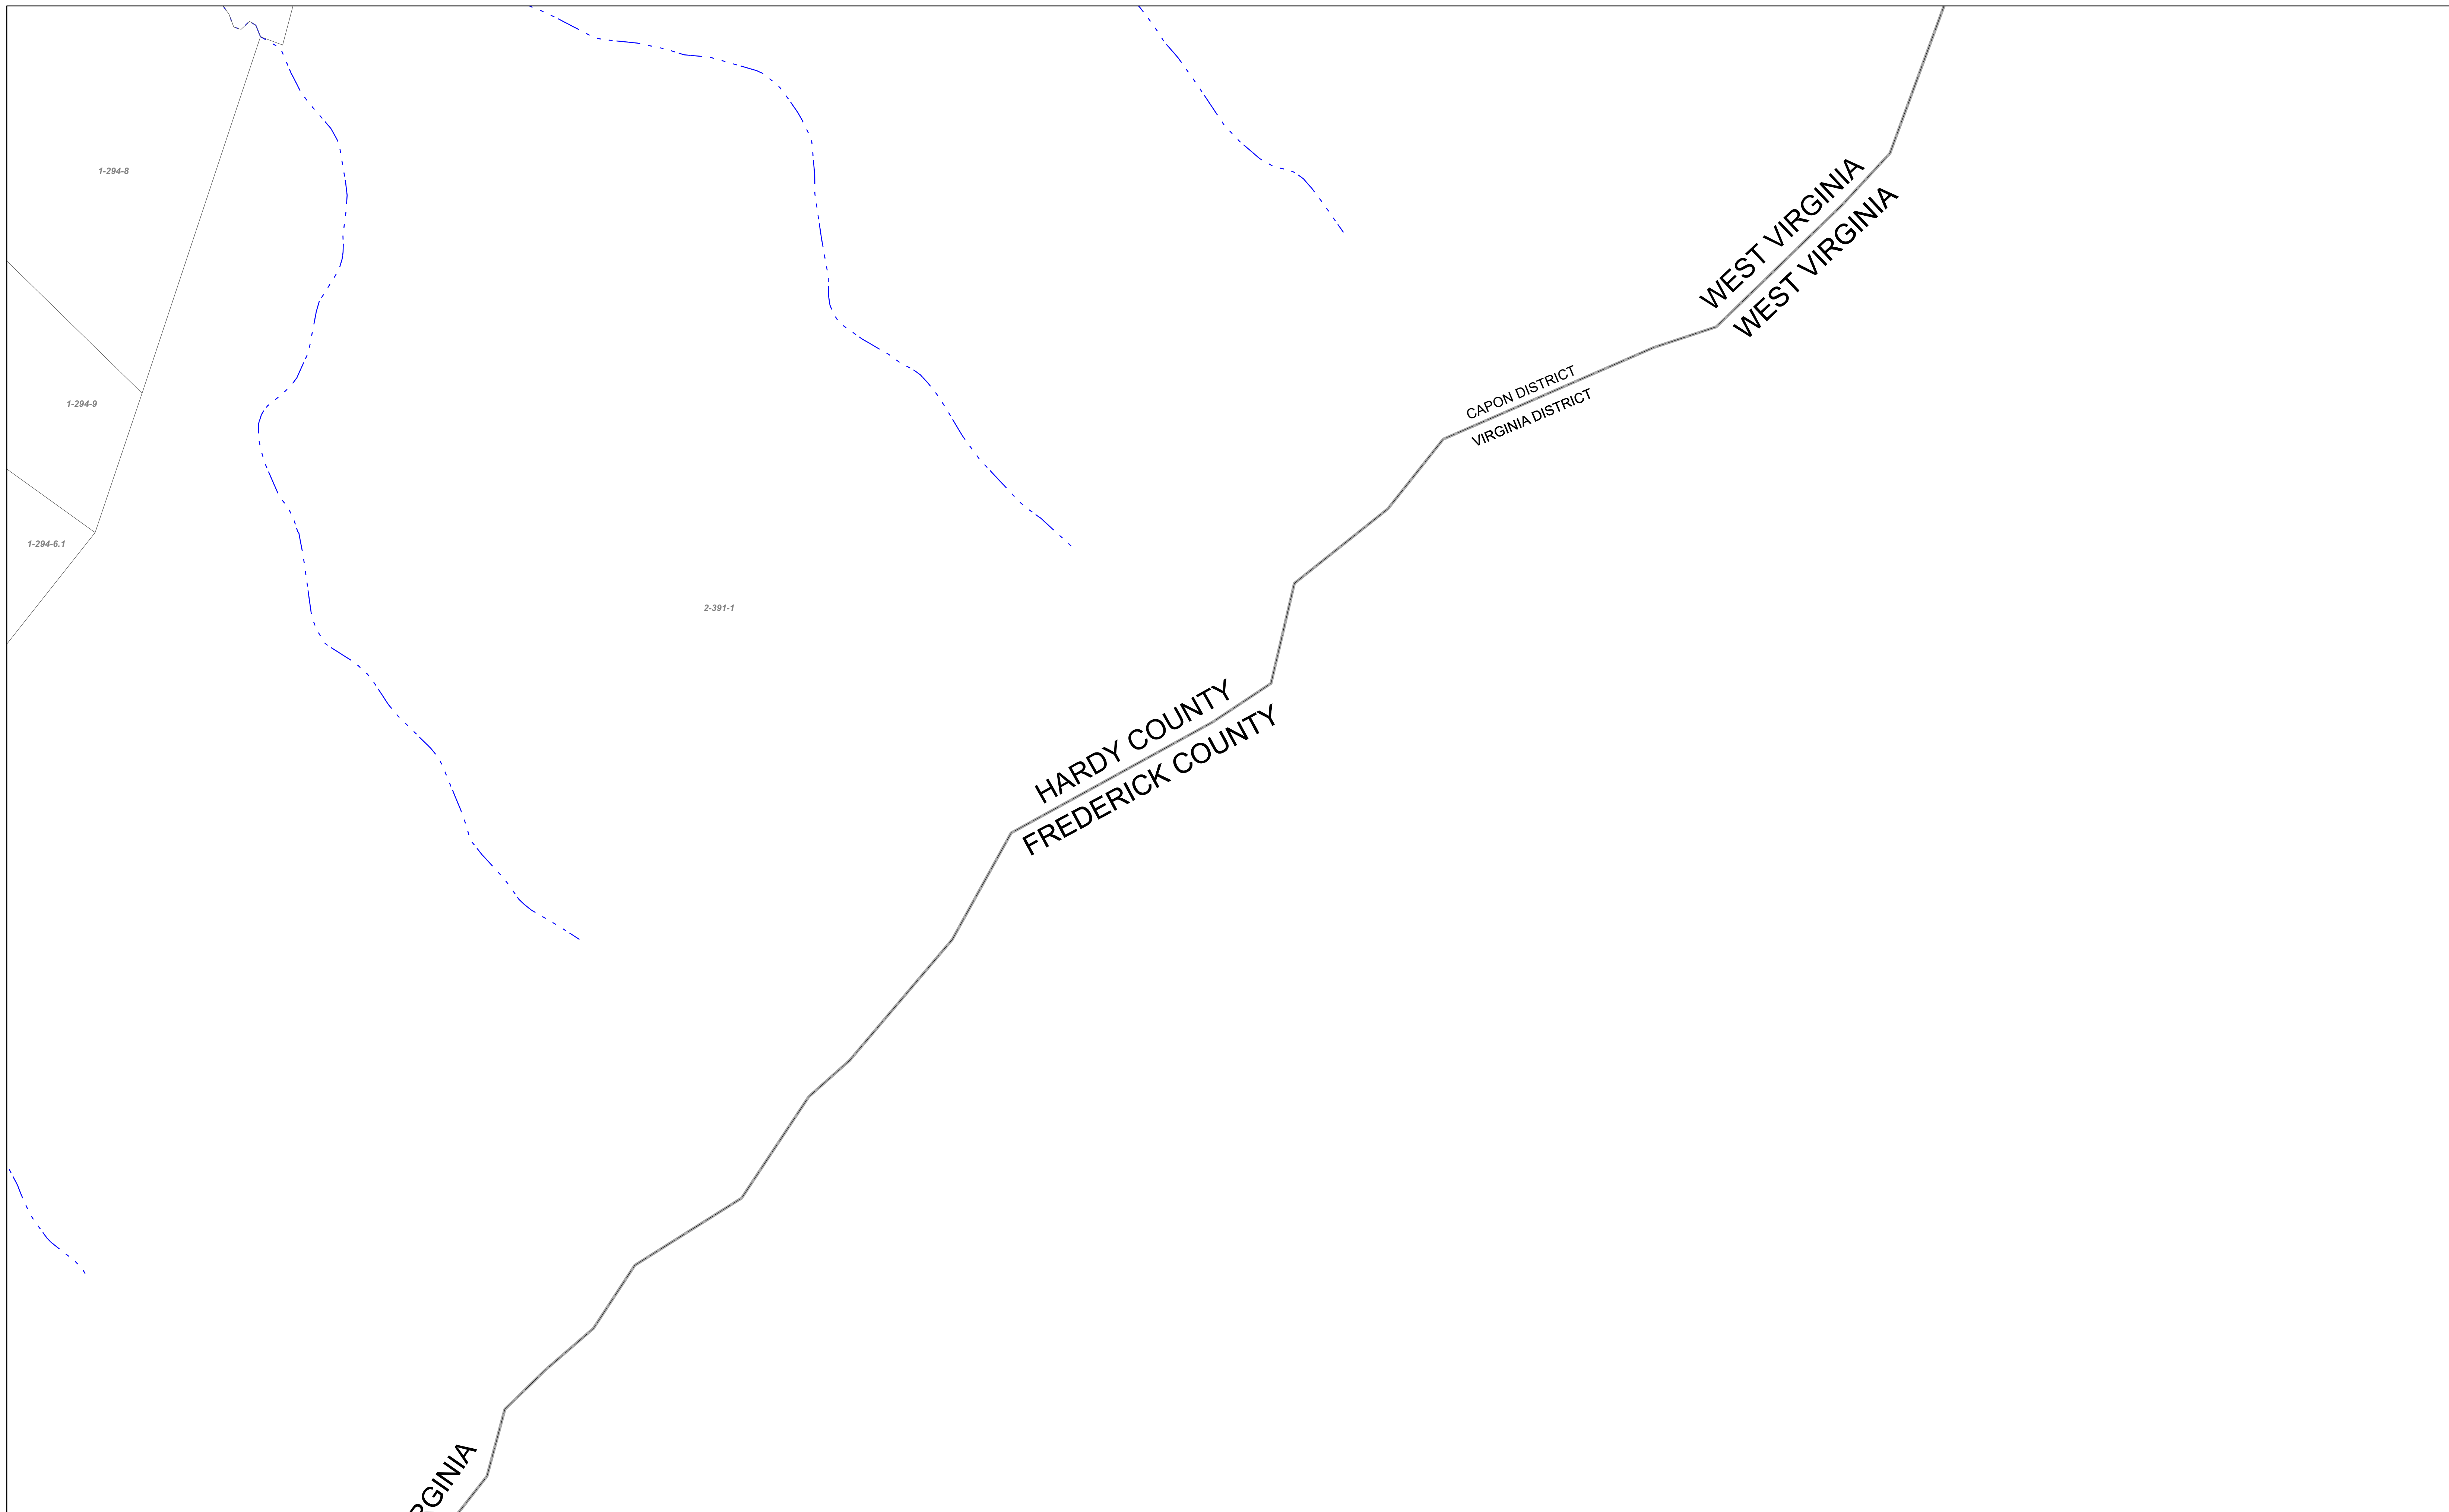 1-294-8
WEST VIRGINIA
WEST VIRGINIA
CAPON DISTRICT
VIRGINIA DISTRICT
1-294-9
1-294-6.1
2-391-1
HARDY COUNTY
FREDERICK COUNTY
RGINIA